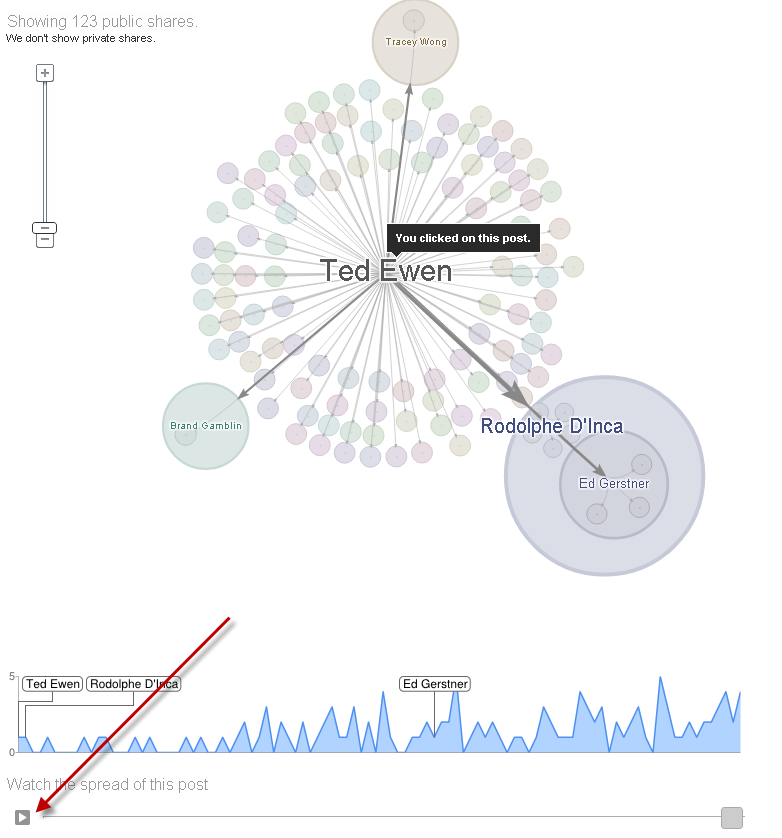 Showing 123 public shares.
We don't show private shares.
Tracey Wong
You clicked on this post.
Ted Ewen
Brand Gamblin
Rodolphe D'Inca
Ed Gerstner
5
Ted Ewen
Rodolphe D'Inca
Ed Gerstner
0
Watch the spread of this post